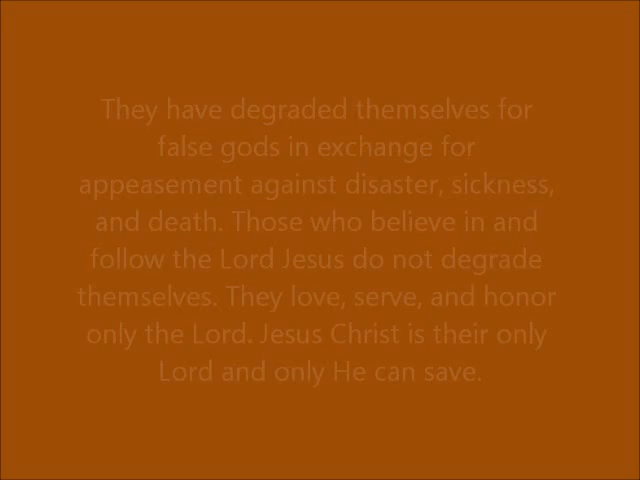 They have degraded themselves for
false gods in exchange for
appeasement against disaster, sickness,
and death. Those who believe in and
follow the Lord Jesus do not degrade
themselves. They love, serve, and honor
only the Lord. Jesus Christ is their only
Lord and only He can save.